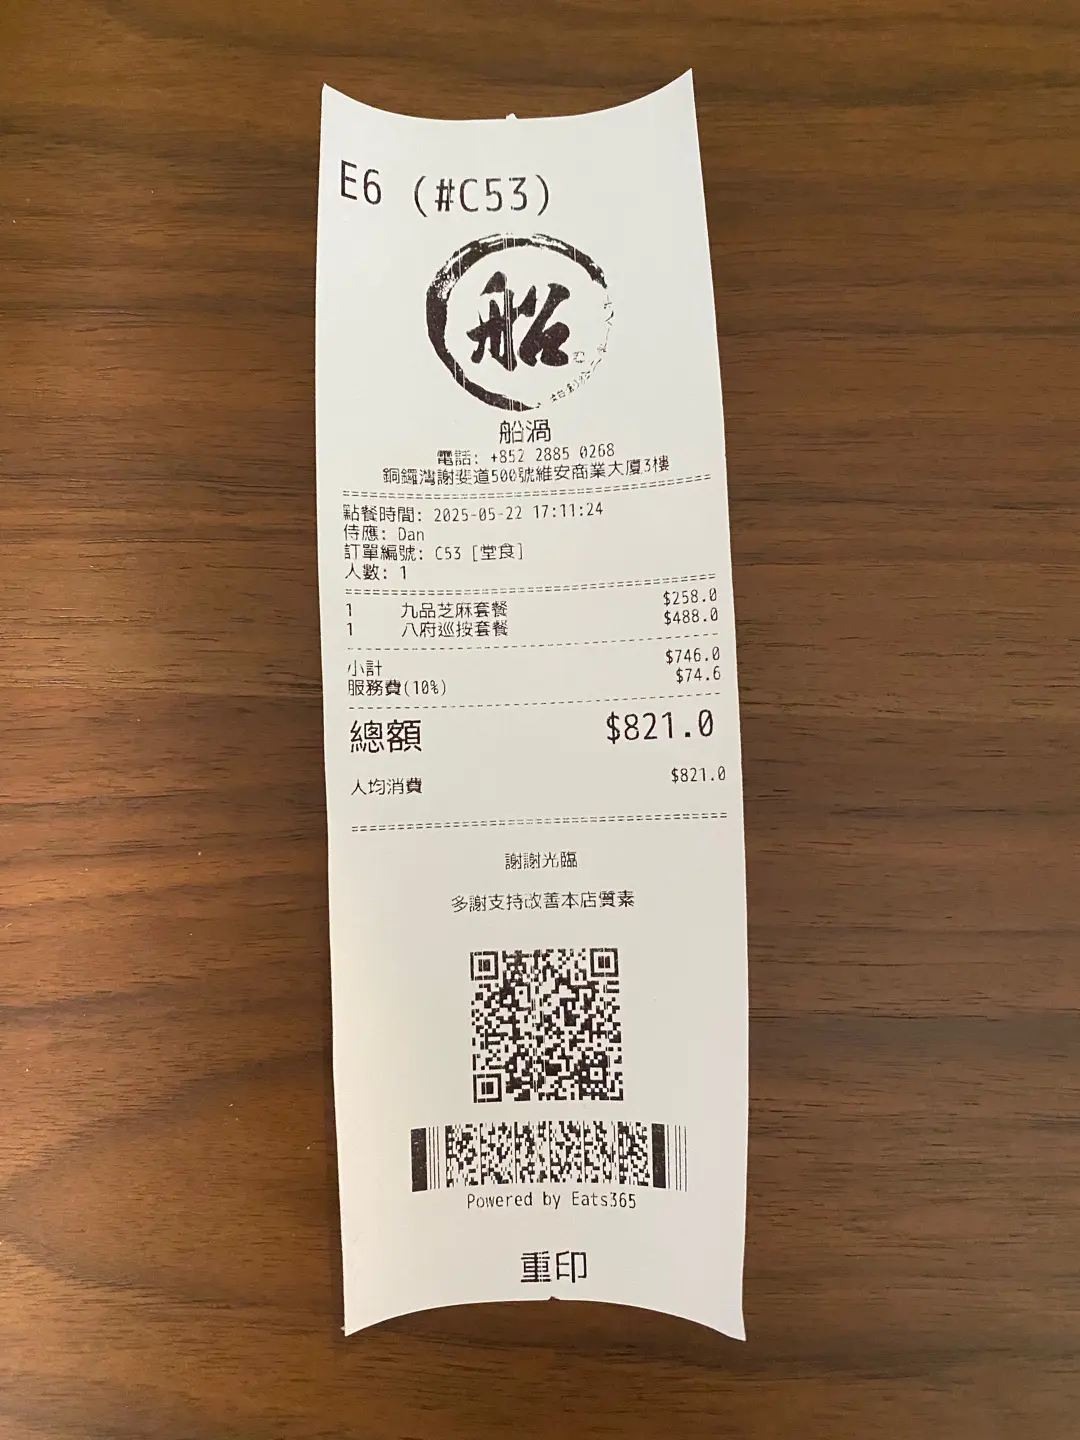 E6 (#C53)
船
船渦
電話: +852 2885 0268
銅鑼灣謝斐道500號維安商業大廈3樓
點餐時間: 2025-05-22 17:11:24
侍應: Dan
訂單編號: C53 [堂食]
人數: 1
1 九品芝麻套餐 $258.0
1 八府巡按套餐 $488.0
小計 $746.0
服務費(10%) $74.6
總額 $821.0
人均消費 $821.0
謝謝光臨
多謝支持改善本店質素
Powered by Eats365
重印